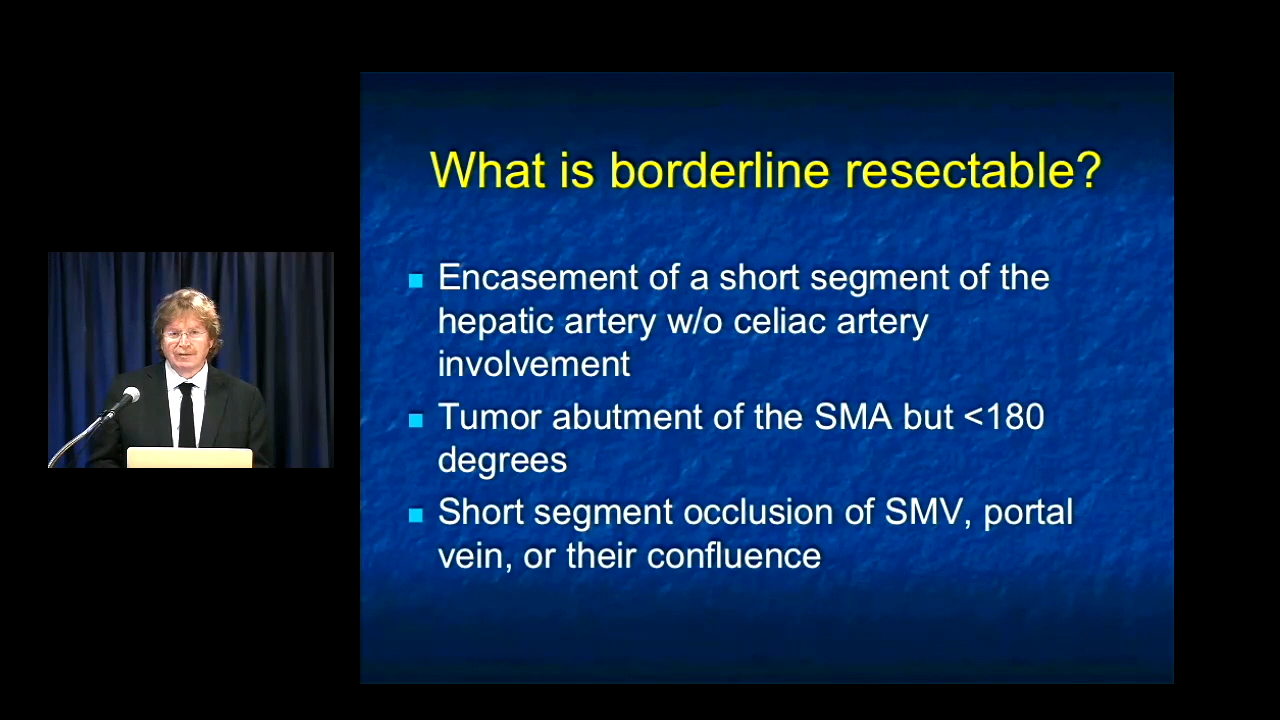 What is borderline resectable?
Encasement of a short segment of the
hepatic artery w/o celiac artery
involvement
Tumor abutment of the SMA but <180
degrees
Short segment occlusion of SMV, portal
vein, or their confluence